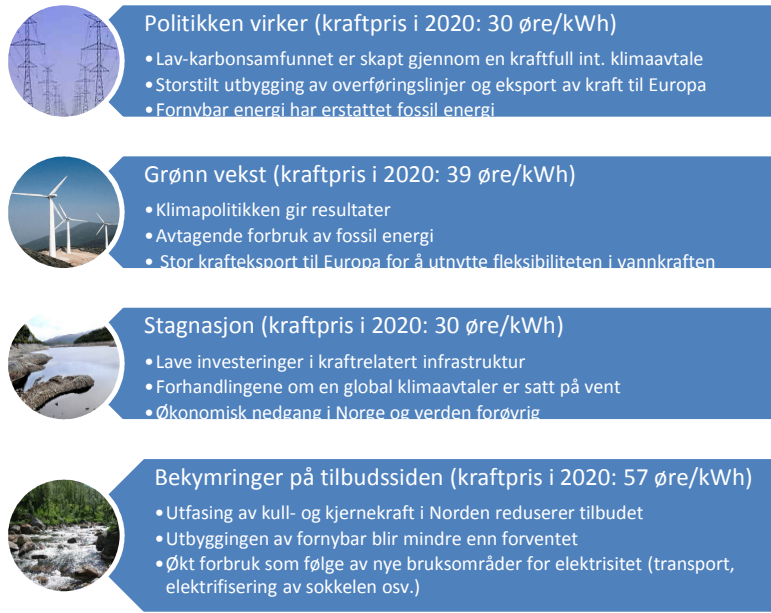 Politikken virker (kraftpris i 2020: 30 øre/kWh)
•Lav-karbonsamfunnet er skapt gjennom en kraftfull int. klimaavtale
•Storstilt utbygging av overføringslinjer og eksport av kraft til Europa
•Fornybar energi har erstattet fossil energi
Grønn vekst (kraftpris i 2020: 39 øre/kWh)
•Klimapolitikken gir resultater
•Avtagende forbruk av fossil energi
• Stor krafteksport til Europa for å utnytte fleksibiliteten i vannkraften
Stagnasjon (kraftpris i 2020: 30 øre/kWh)
•Lave investeringer i kraftrelatert infrastruktur
•Forhandlingene om en global klimaavtaler er satt på vent
•Økonomisk nedgang i Norge og verden forøvrig
Bekymringer på tilbudssiden (kraftpris i 2020: 57 øre/kWh)
•Utfasing av kull- og kjernekraft i Norden reduserer tilbudet
•Utbyggingen av fornybar blir mindre enn forventet
•Økt forbruk som følge av nye bruksområder for elektrisitet (transport,
elektrifisering av sokkelen osv.)